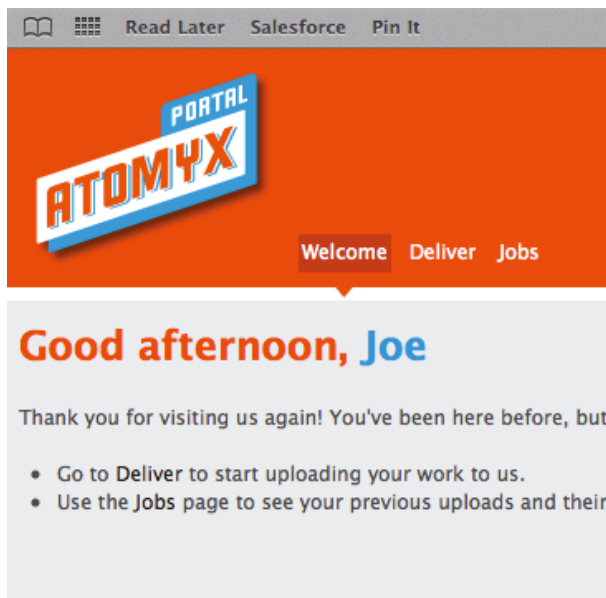 Read Later Salesforce Pin It
PORTAL
ATOMYX
Welcome Deliver Jobs
Good afternoon, Joe
Thank you for visiting us again! You've been here before, but
• Go to Deliver to start uploading your work to us.
• Use the Jobs page to see your previous uploads and their